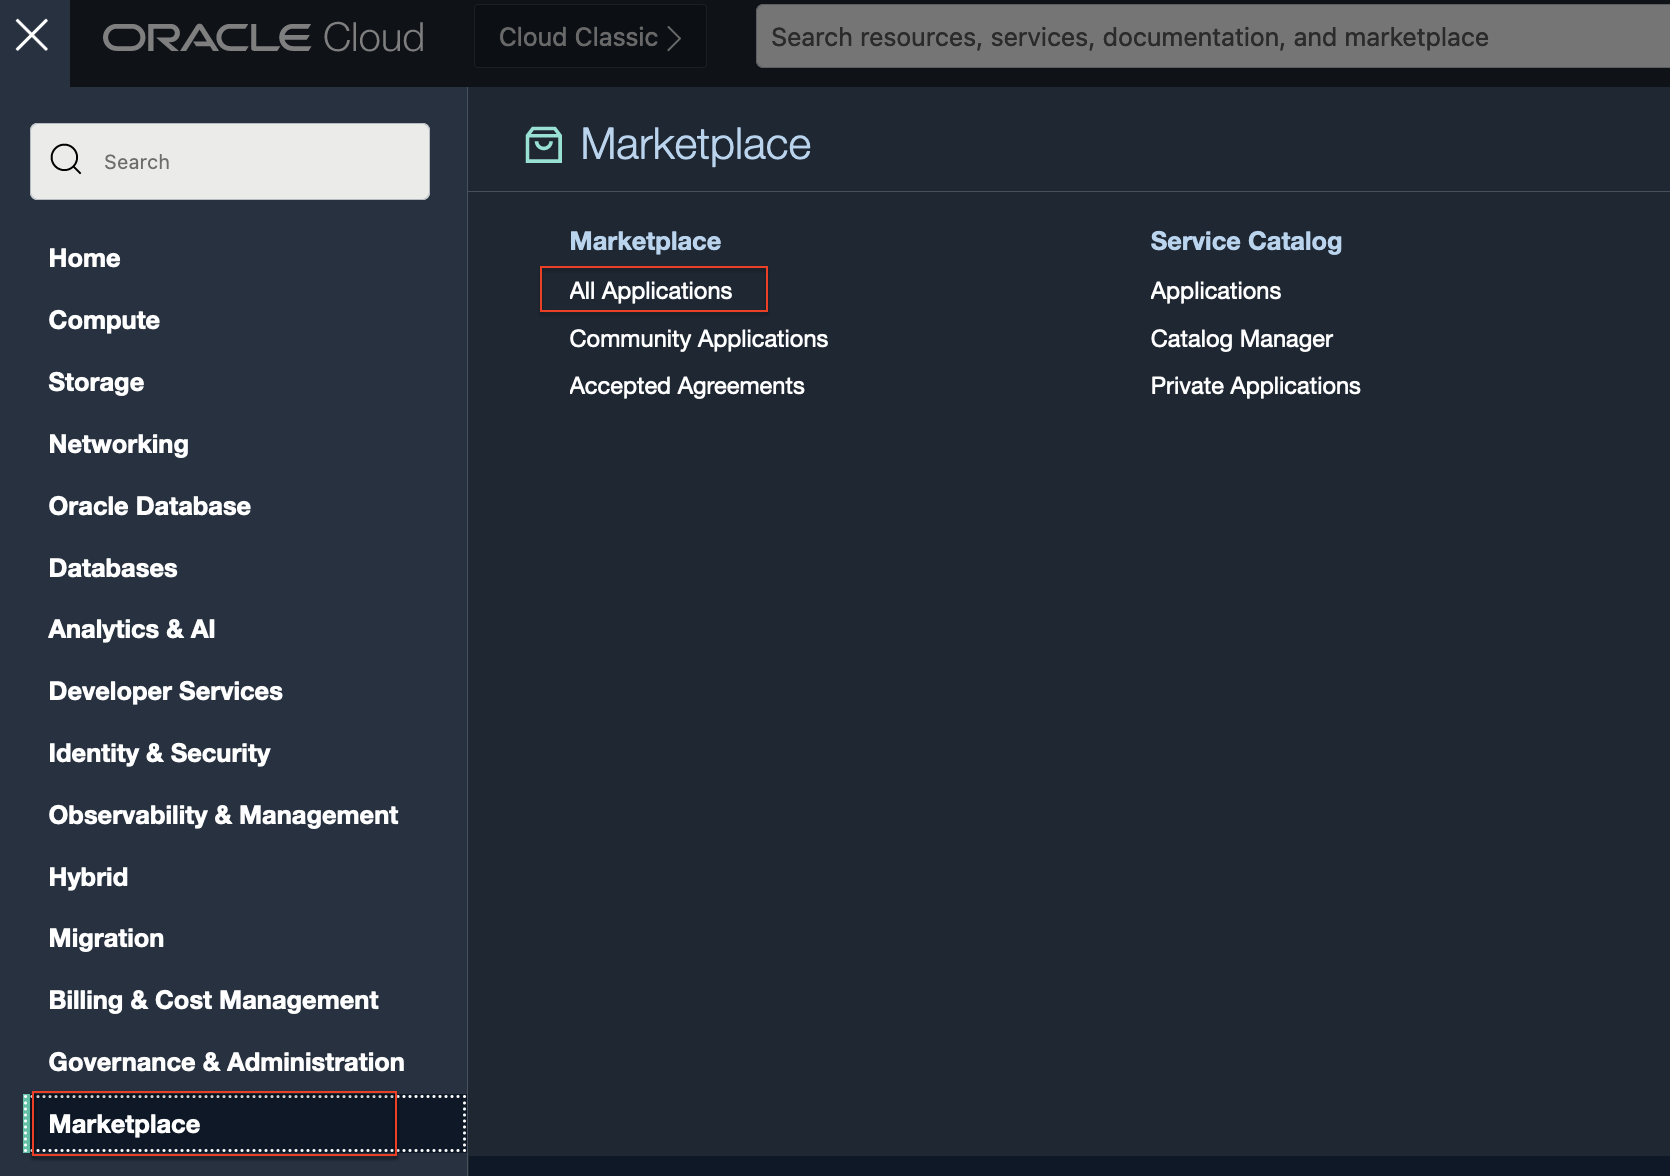 ORACLE Cloud
Cloud Classic
Search resources, services, documentation, and marketplace
Search
Home
Compute
Storage
Networking
Oracle Database
Databases
Analytics & AI
Developer Services
Identity & Security
Observability & Management
Hybrid
Migration
Billing & Cost Management
Governance & Administration
Marketplace
Marketplace
Marketplace
All Applications
Community Applications
Accepted Agreements
Service Catalog
Applications
Catalog Manager
Private Applications